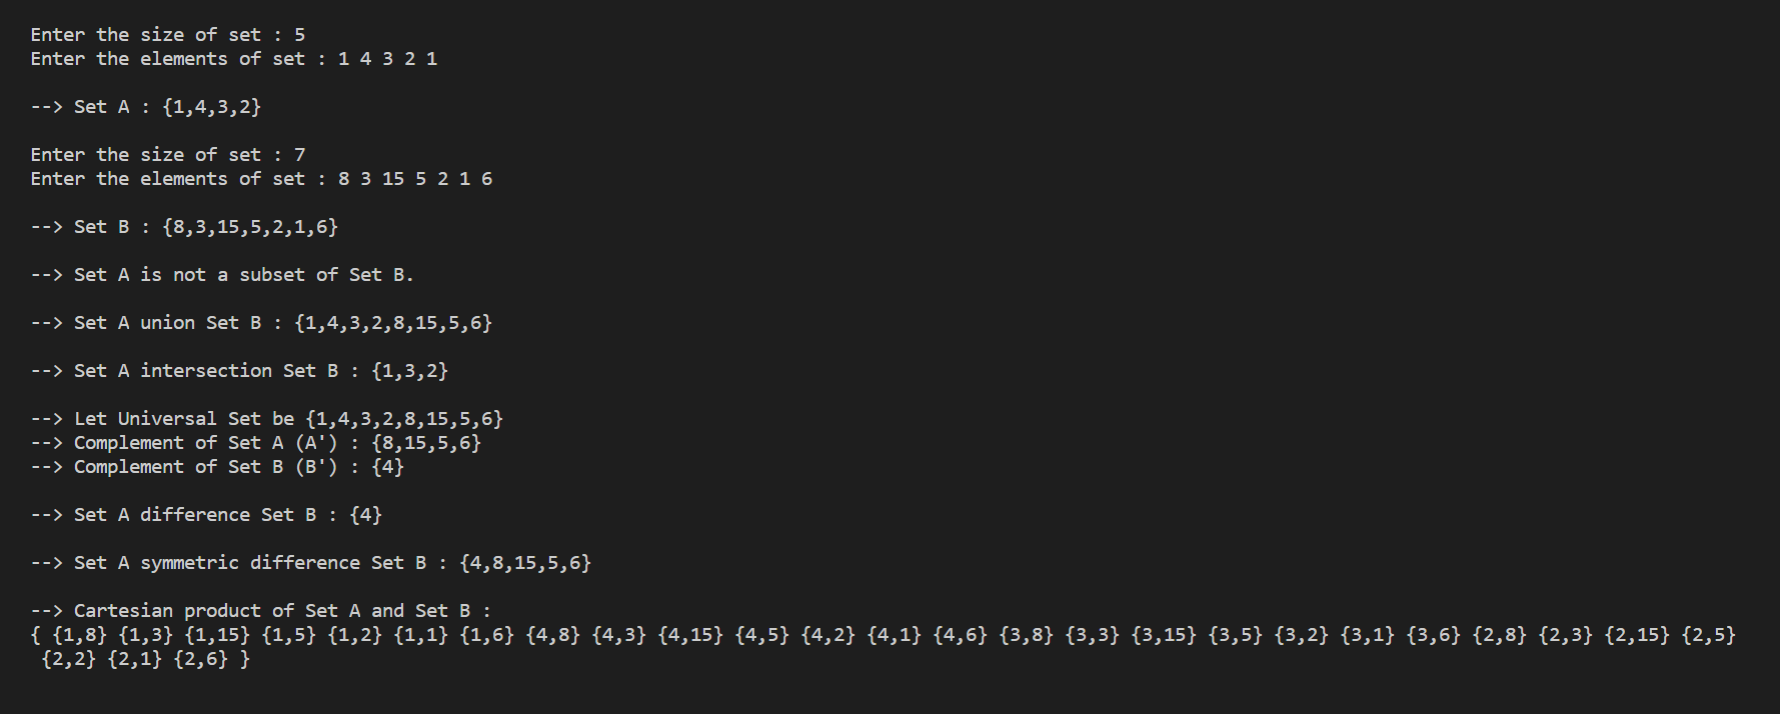 Enter the size of set : 5
Enter the elements of set : 1 4 3 2 1
--> Set A : {1,4,3,2}
Enter the size of set : 7
Enter the elements of set : 8 3 15 5 2 1 6
--> Set B : {8,3,15,5,2,1,6}
--> Set A is not a subset of Set B.
--> Set A union Set B : {1,4,3,2,8,15,5,6}
--> Set A intersection Set B : {1,3,2}
--> Let Universal Set be {1,4,3,2,8,15,5,6}
--> Complement of Set A (A') : {8,15,5,6}
--> Complement of Set B (B') : {4}
--> Set A difference Set B : {4}
--> Set A symmetric difference Set B : {4,8,15,5,6}
--> Cartesian product of Set A and Set B :
{ {1,8} {1,3} {1,15} {1,5} {1,2} {1,1} {1,6} {4,8} {4,3} {4,15} {4,5} {4,2} {4,1} {4,6} {3,8} {3,3} {3,15} {3,5} {3,2} {3,1} {3,6} {2,8} {2,3} {2,15} {2,5}
{2,2} {2,1} {2,6} }